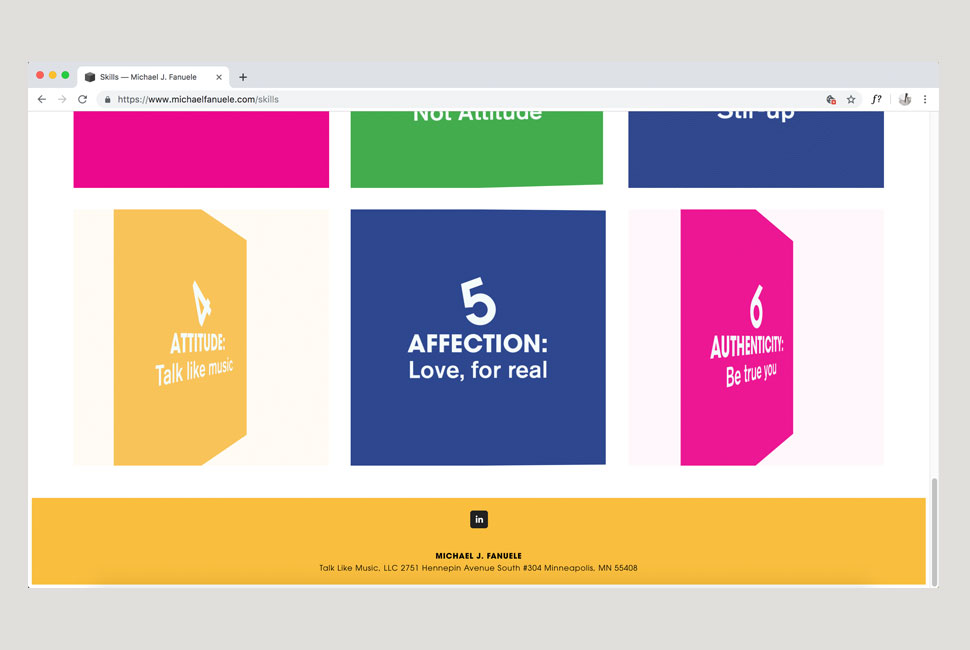 Skills — Michael J. Fanuele
https://www.michaelfanuele.com/skills
f?
Not Attitude
Stir-up
4
ATTITUDE:
Talk like music
5
AFFECTION:
Love, for real
6
AUTHENTICITY:
Be true you
in
MICHAEL J. FANUELE
Talk Like Music, LLC 2751 Hennepin Avenue South #304 Minneapolis, MN 55408